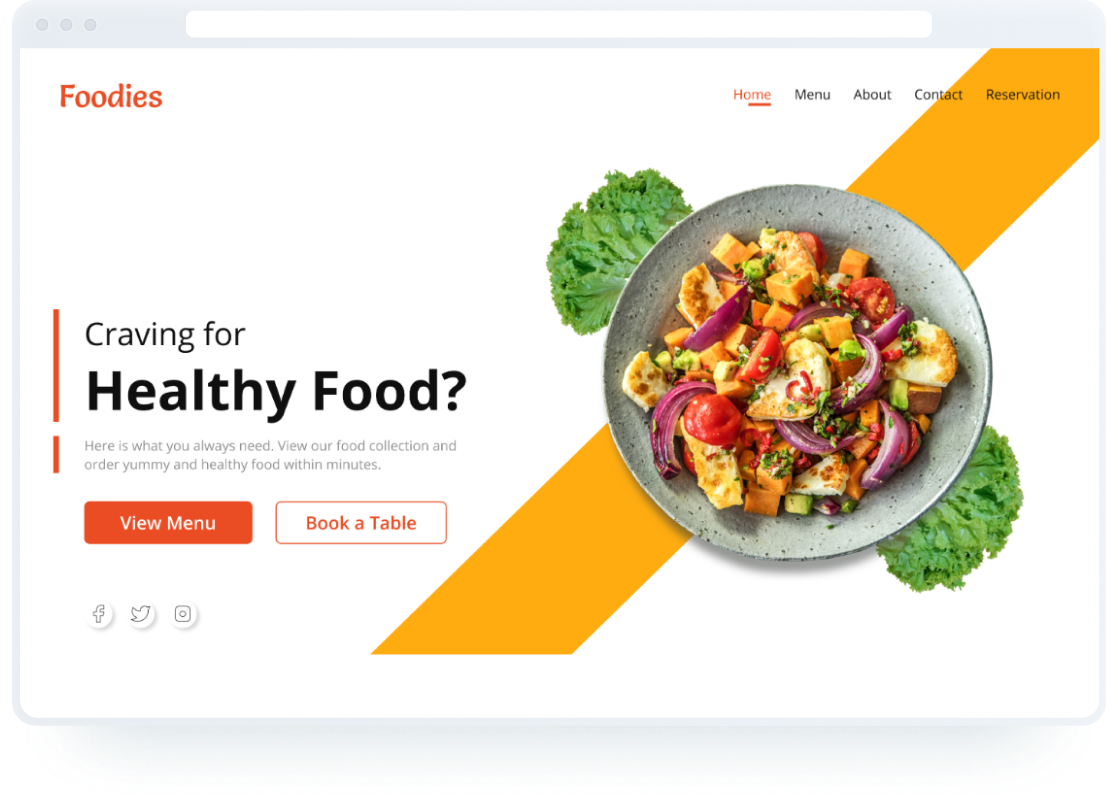 Foodies
Home Menu About Contact Reservation
Craving for
Healthy Food?
Here is what you always need. View our food collection and
order yummy and healthy food within minutes.
View Menu Book a Table